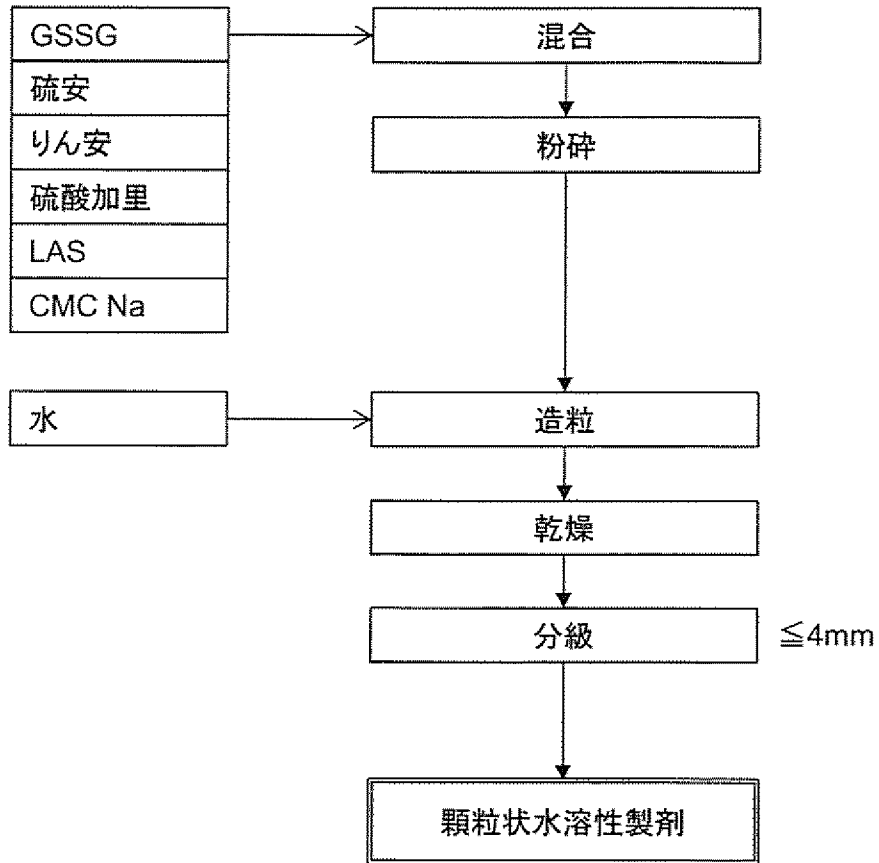 GSSG
混合
硫安
りん安
粉砕
硫酸加里
LAS
CMC Na
水
造粒
乾燥
分級
≦4mm
顆粒状水溶性製剤